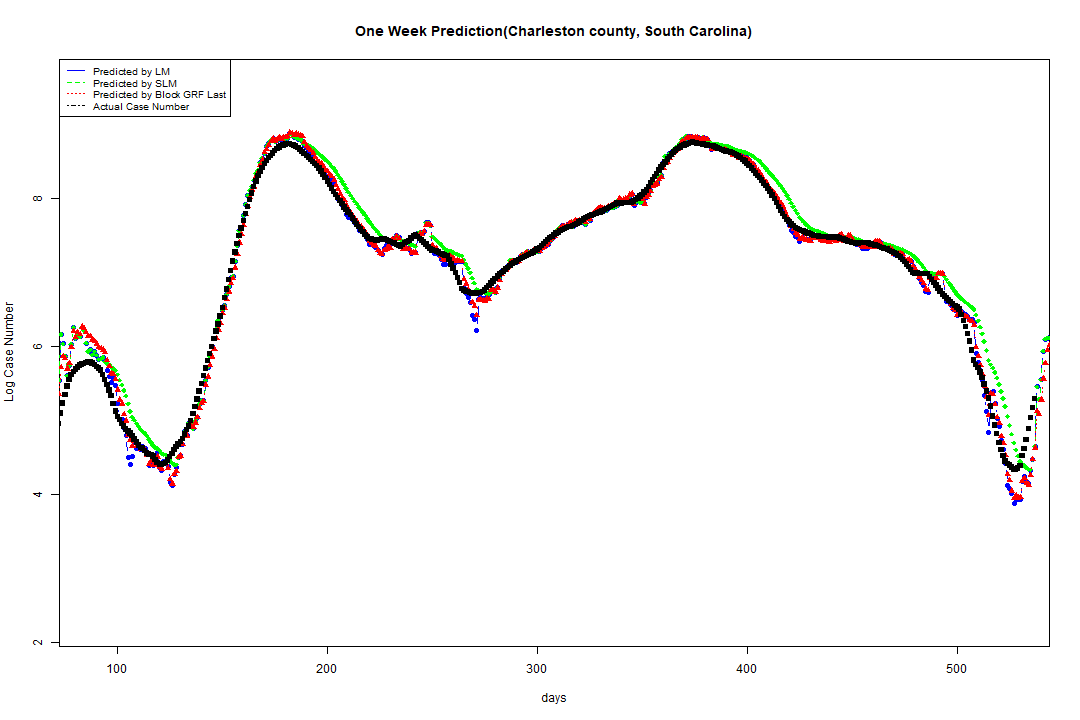 One Week Prediction(Charleston county, South Carolina)
Predicted by LM
Predicted by SLM
Predicted by Block GRF Last
Actual Case Number
8
6
4
2
Log Case Number
100 200 300 400 500
days